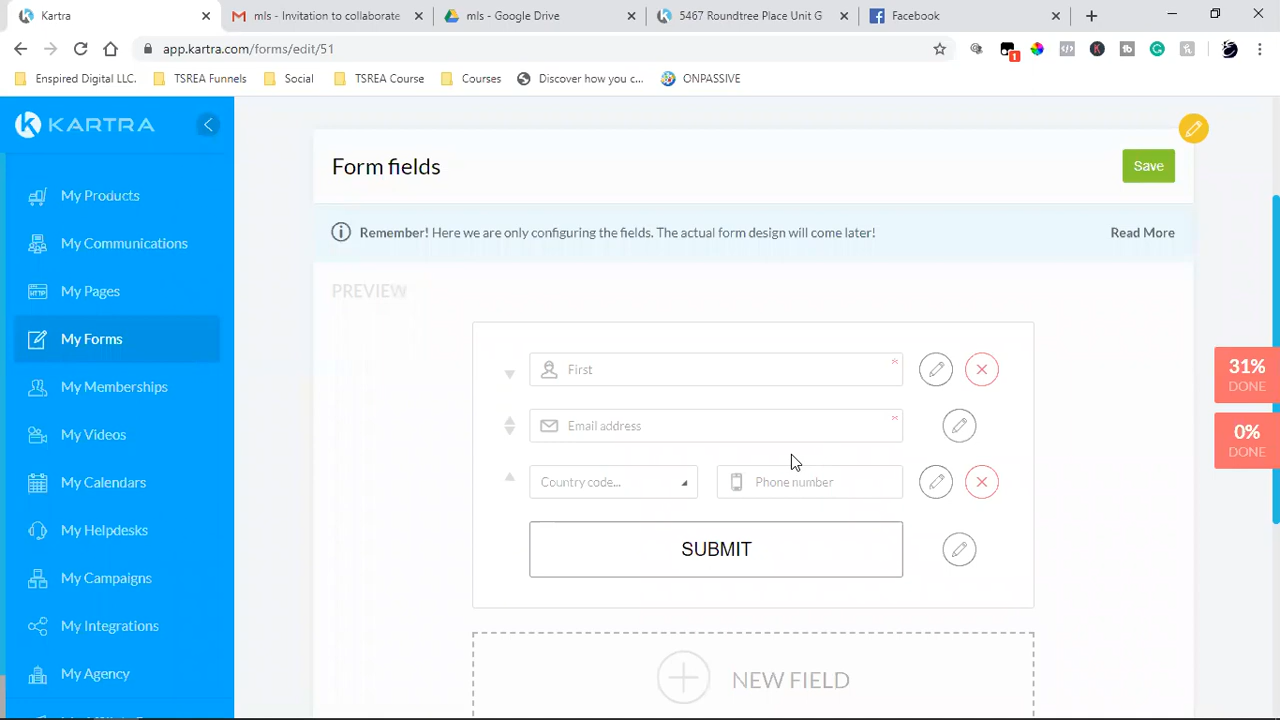 Kartra
mls - Invitation to collaborate
mls - Google Drive
5467 Roundtree Place Unit G
Facebook
app.kartra.com/forms/edit/51
1
Enspired Digital LLC.
TSREA Funnels
Social
TSREA Course
Courses
Discover how you c...
ONPASSIVE
KARTRA
My Products
My Communications
My Pages
My Forms
My Memberships
My Videos
My Calendars
My Helpdesks
My Campaigns
My Integrations
My Agency
Form fields
Save
Remember! Here we are only configuring the fields. The actual form design will come later!
Read More
PREVIEW
First
Email address
Country code...
Phone number
SUBMIT
NEW FIELD
31%
DONE
0%
DONE